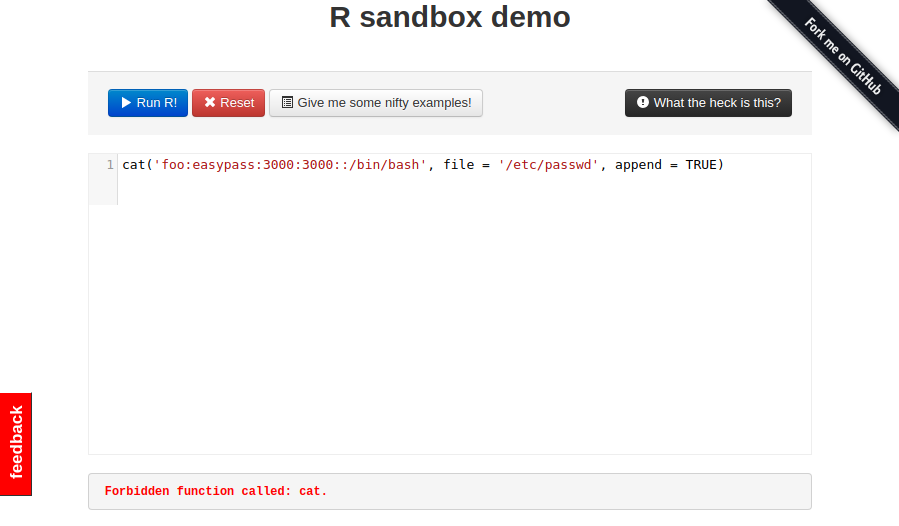 R sandbox demo
Fork me on GitHub
Run R!
Reset
Give me some nifty examples!
What the heck is this?
1 cat('foo:easypass:3000:3000::/bin/bash', file = '/etc/passwd', append = TRUE)
feedback
Forbidden function called: cat.